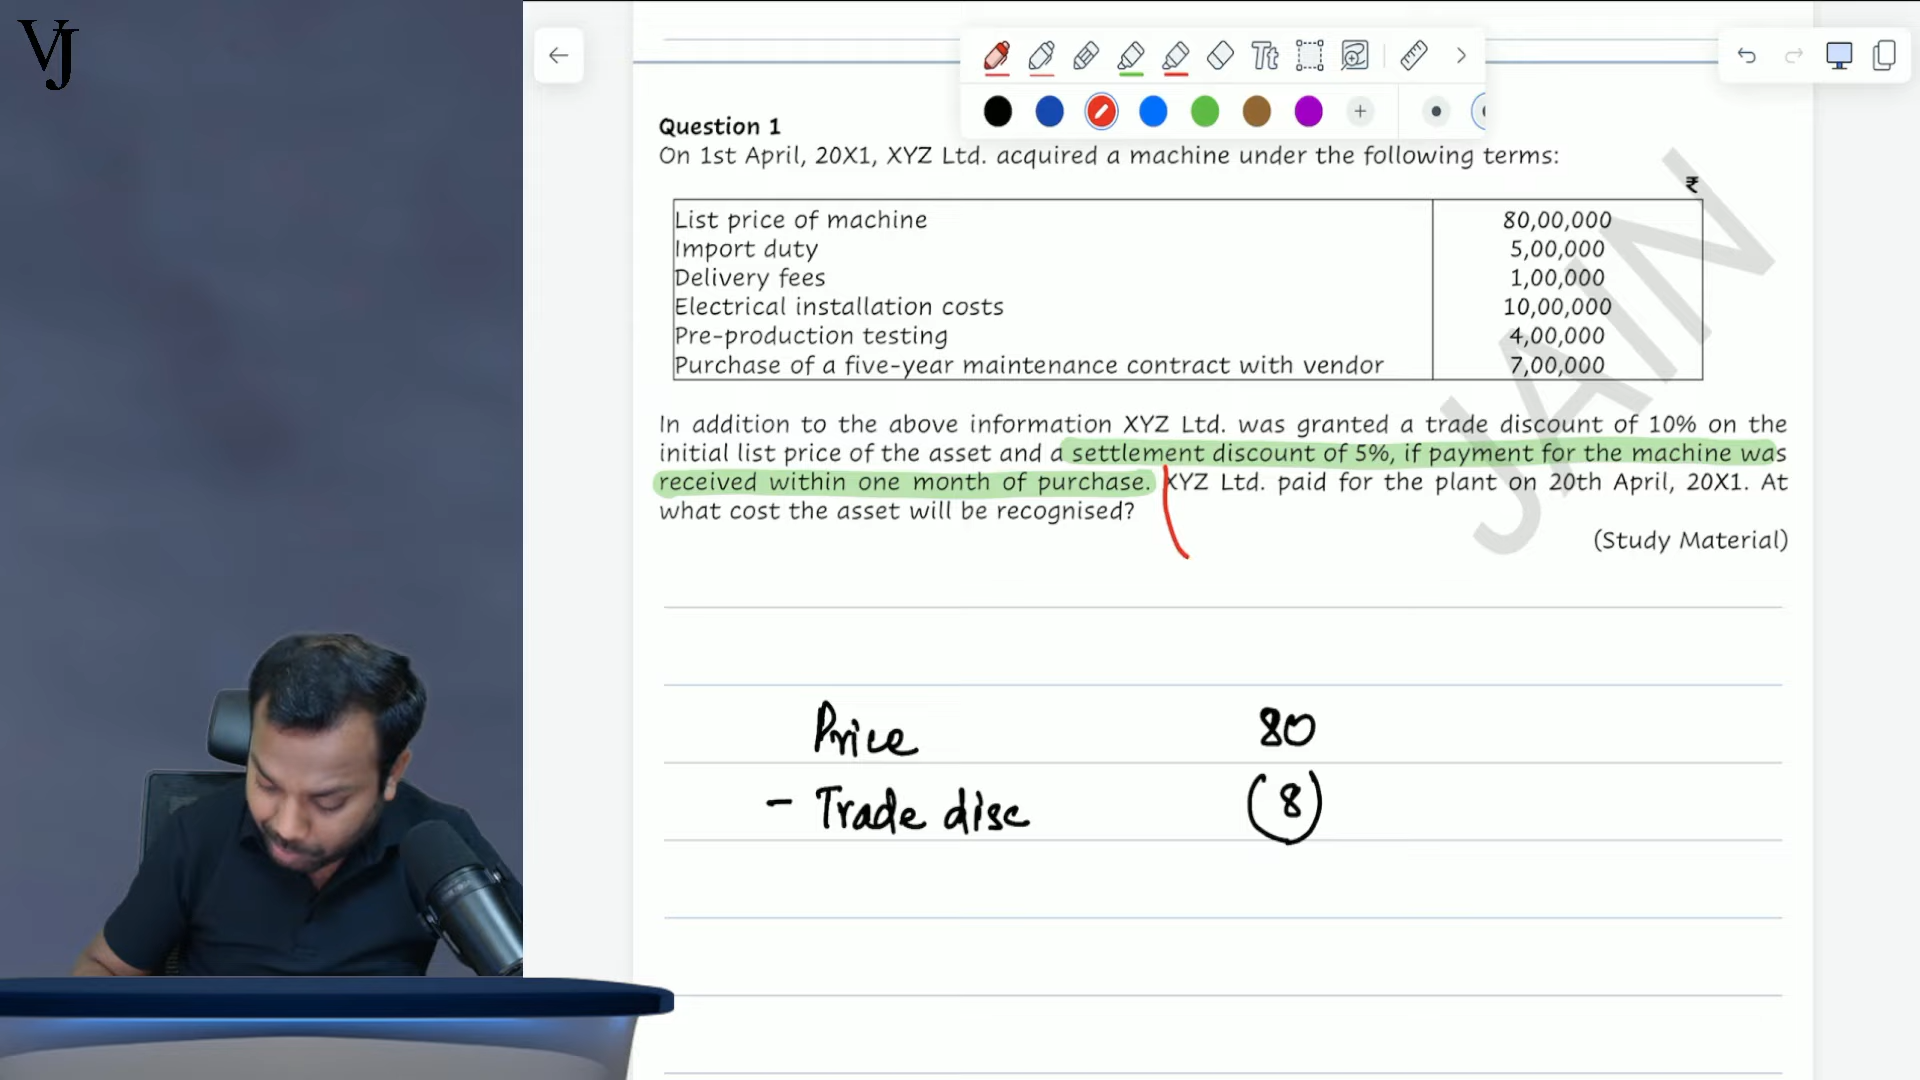 VJ
Tt
Question 1
On 1st April, 20X1, XYZ Ltd. acquired a machine under the following terms:
₹
List price of machine 80,00,000
Import duty 5,00,000
Delivery fees 1,00,000
Electrical installation costs 10,00,000
Pre-production testing 4,00,000
Purchase of a five-year maintenance contract with vendor 7,00,000
In addition to the above information XYZ Ltd. was granted a trade discount of 10% on the
initial list price of the asset and a settlement discount of 5%, if payment for the machine was
received within one month of purchase. XYZ Ltd. paid for the plant on 20th April, 20X1. At
what cost the asset will be recognised?
(Study Material)
JAIN
Price 80
- Trade disc (8)